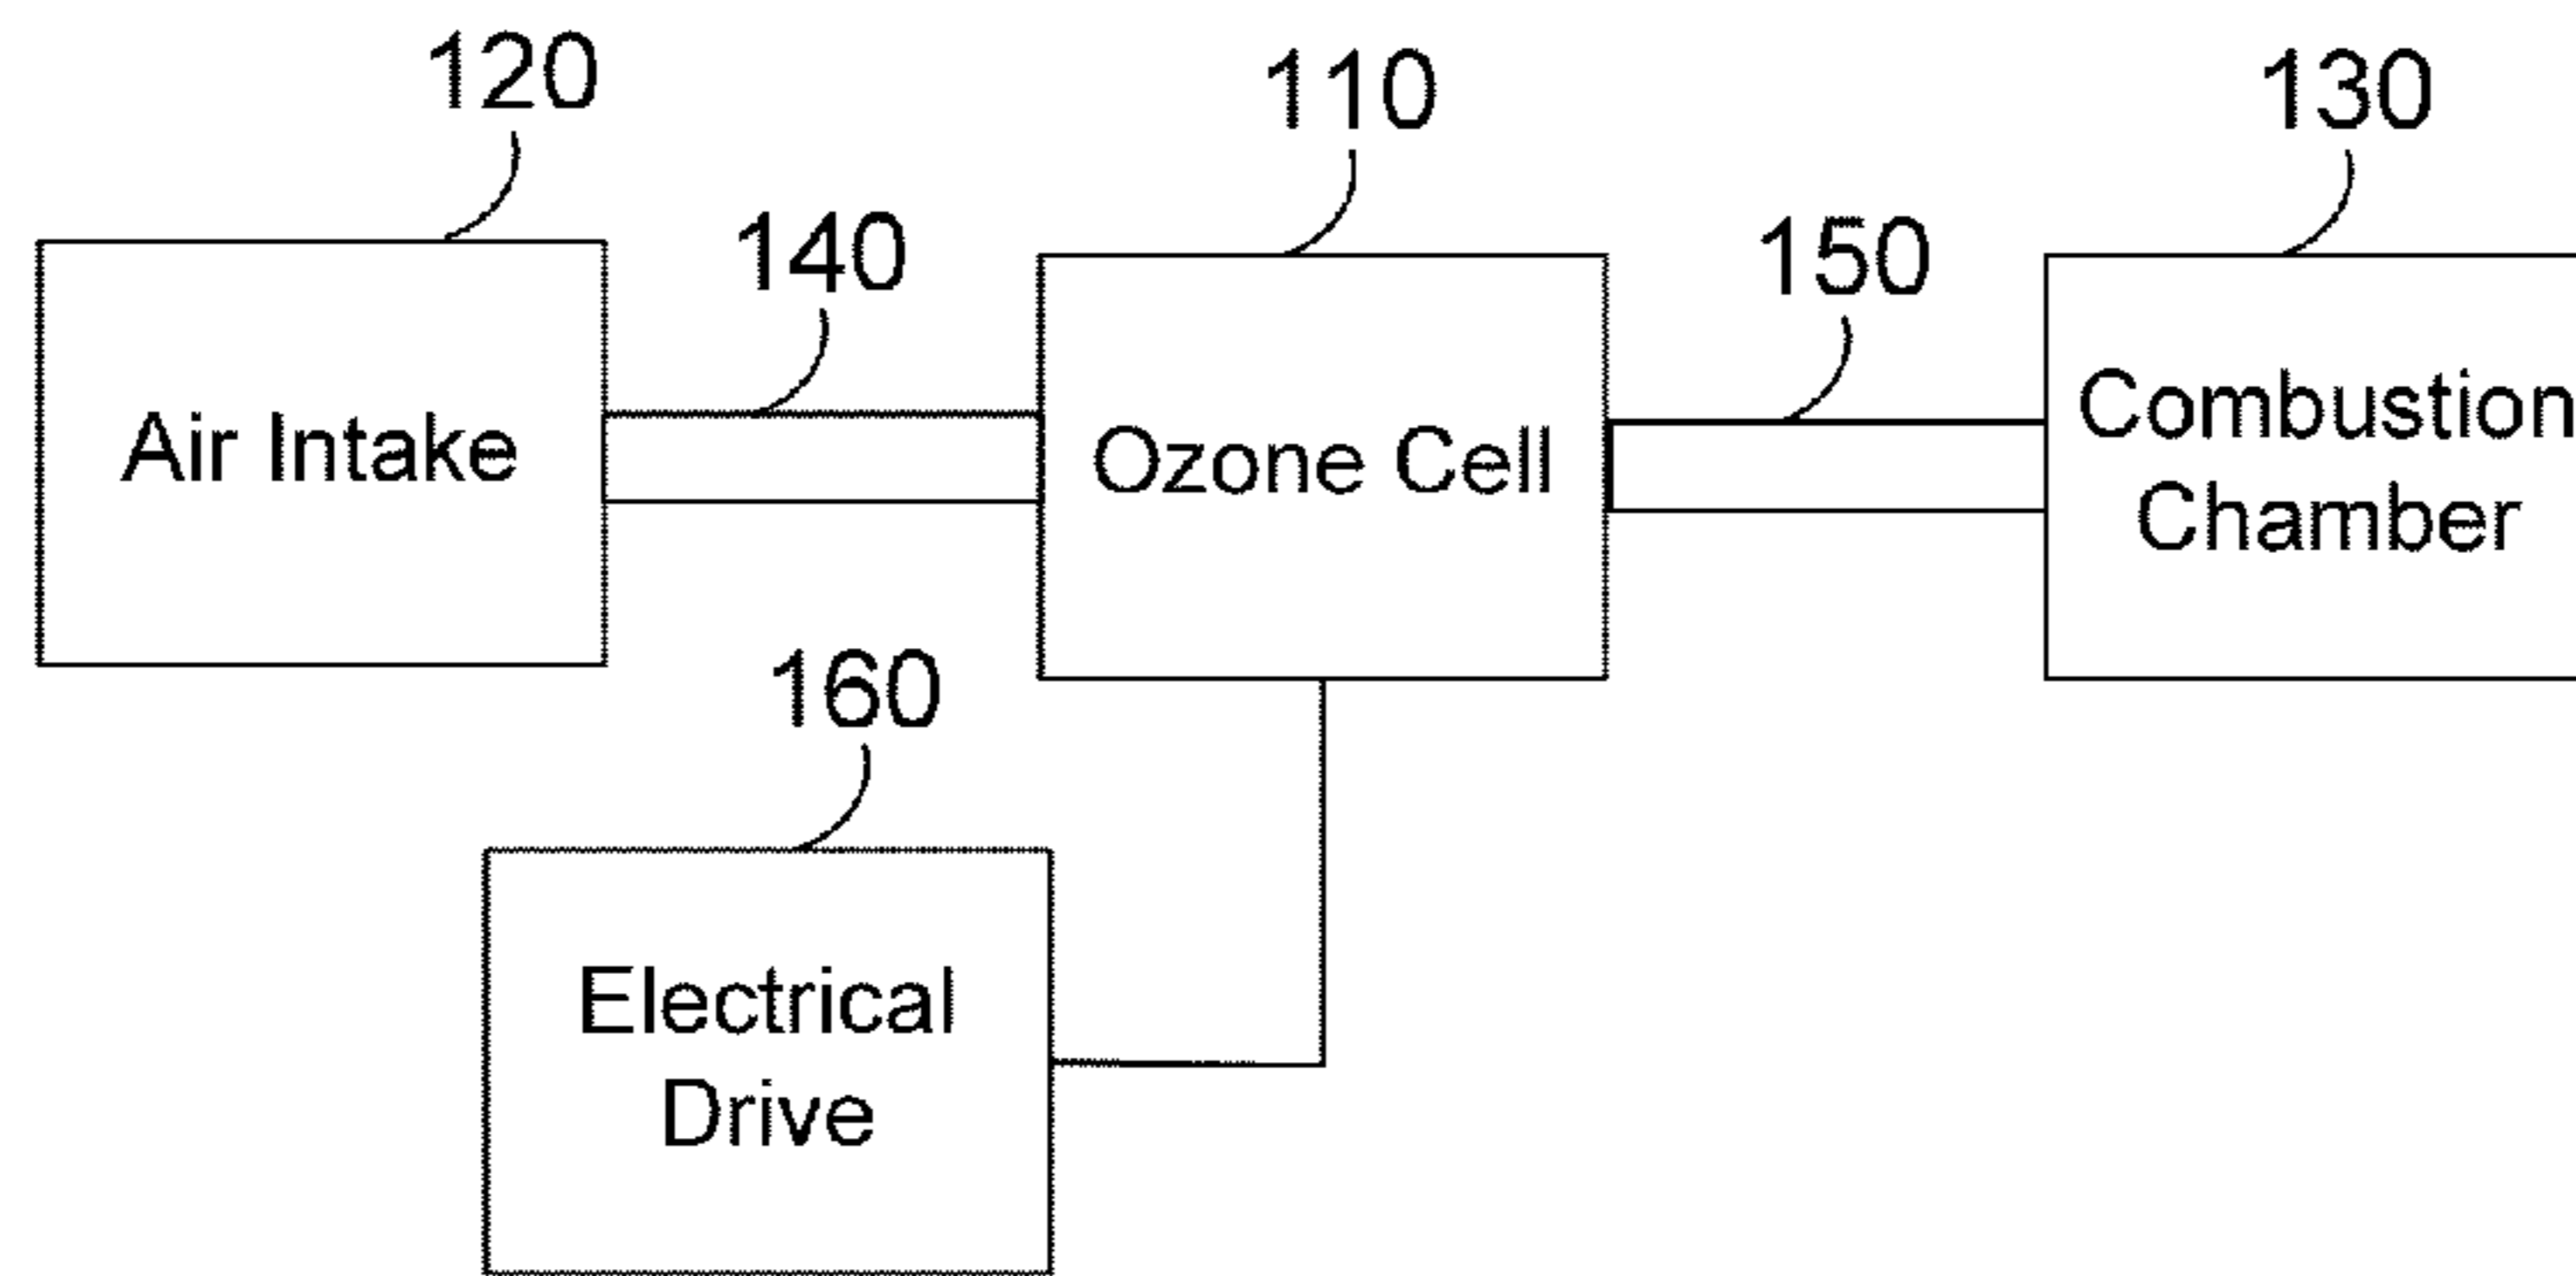 120
110
130
140
150
Air Intake
Ozone Cell
Combustion
Chamber
160
Electrical
Drive